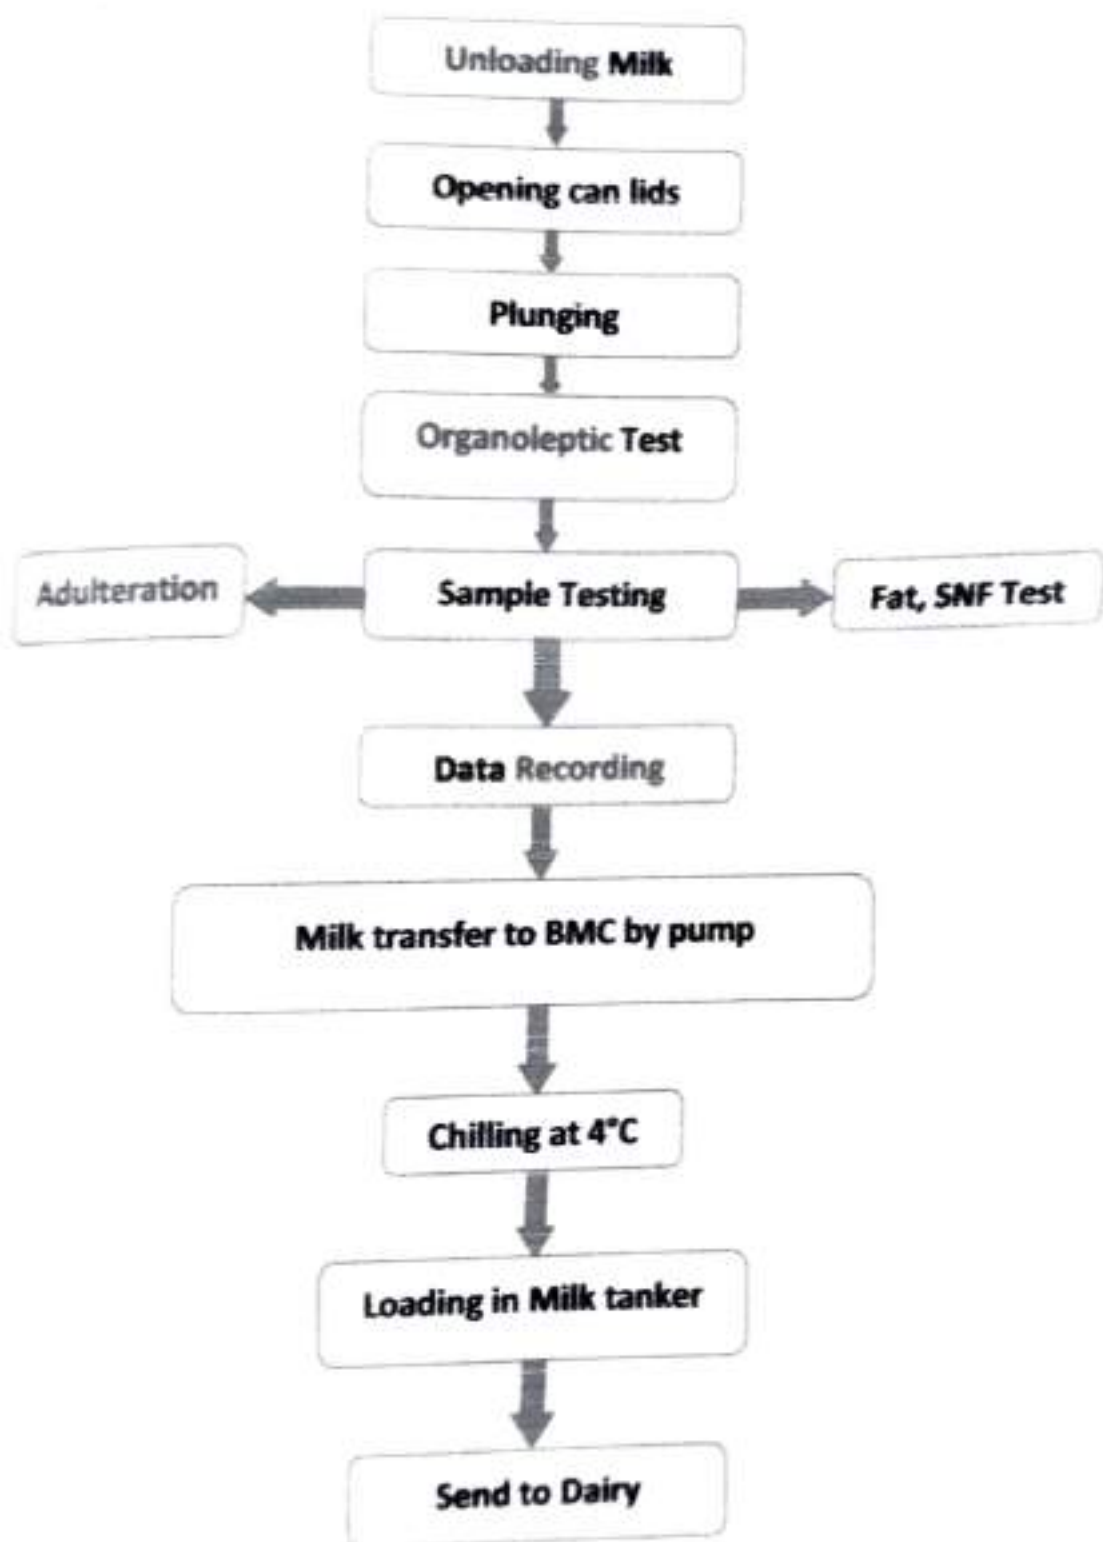 Unloading Milk
Opening can lids
Plunging
Organoleptic Test
Adulteration
Sample Testing
Fat, SNF Test
Data Recording
Milk transfer to BMC by pump
Chilling at 4°C
Loading in Milk tanker
Send to Dairy